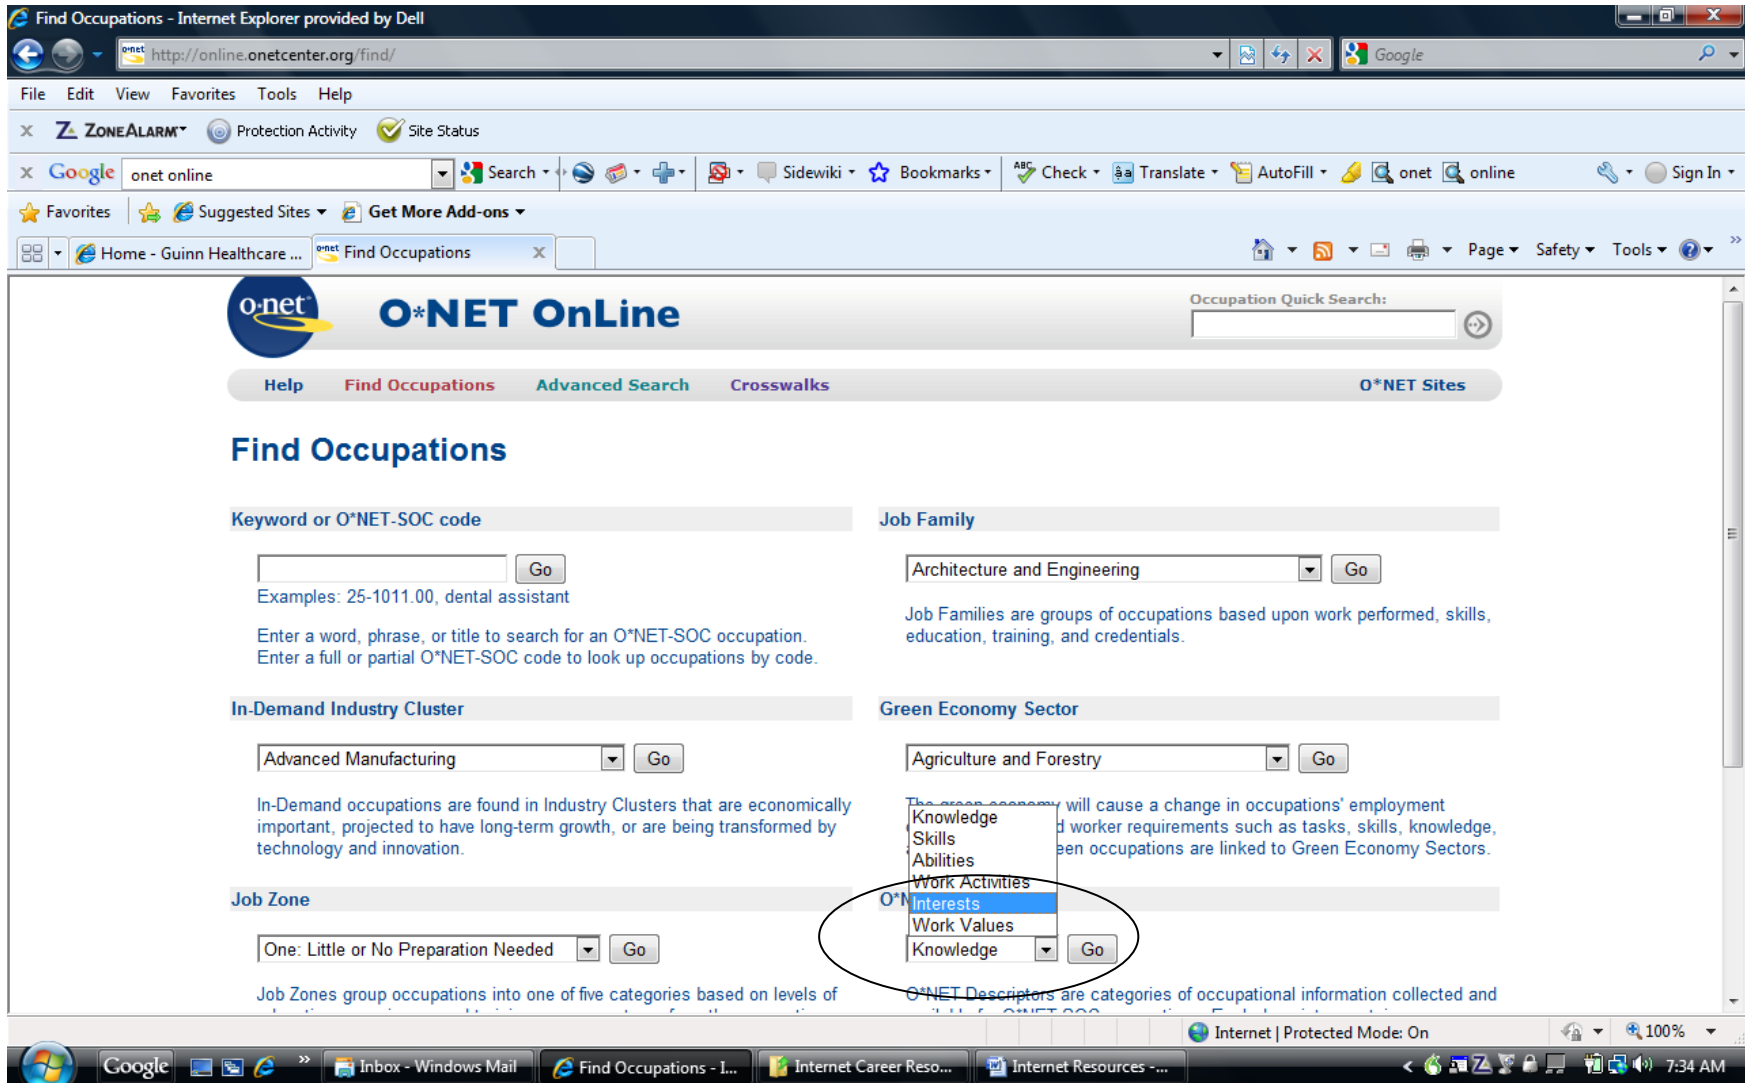 Find Occupations - Internet Explorer provided by Dell
http://online.onetcenter.org/find/
Google
File Edit View Favorites Tools Help
x ZoneAlarm Protection Activity Site Status
x Google onet online Search Sidewiki Bookmarks Check Translate AutoFill onet online Sign In
Favorites Suggested Sites Get More Add-ons
Home - Guinn Healthcare ... Find Occupations x Page Safety Tools
o·net O*NET OnLine
Occupation Quick Search:
Help Find Occupations Advanced Search Crosswalks O*NET Sites
Find Occupations
Keyword or O*NET-SOC code
Go
Examples: 25-1011.00, dental assistant
Enter a word, phrase, or title to search for an O*NET-SOC occupation.
Enter a full or partial O*NET-SOC code to look up occupations by code.
Job Family
Architecture and Engineering Go
Job Families are groups of occupations based upon work performed, skills,
education, training, and credentials.
In-Demand Industry Cluster
Advanced Manufacturing Go
In-Demand occupations are found in Industry Clusters that are economically
important, projected to have long-term growth, or are being transformed by
technology and innovation.
Green Economy Sector
Agriculture and Forestry Go
The green economy will cause a change in occupations' employment
worker requirements such as tasks, skills, knowledge,
occupations are linked to Green Economy Sectors.
Job Zone
One: Little or No Preparation Needed Go
Job Zones group occupations into one of five categories based on levels of
Knowledge
Skills
Abilities
Work Activities
Interests
Work Values
Knowledge Go
O*NET Descriptors are categories of occupational information collected and
Internet | Protected Mode: On 100%
Google Inbox - Windows Mail Find Occupations - I... Internet Career Reso... Internet Resources -... 7:34 AM